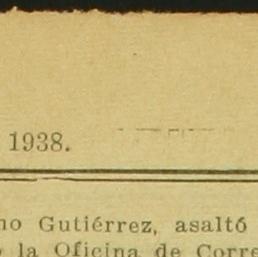 1938.
no Gutiérrez, asaltó
la Oficina de Corre